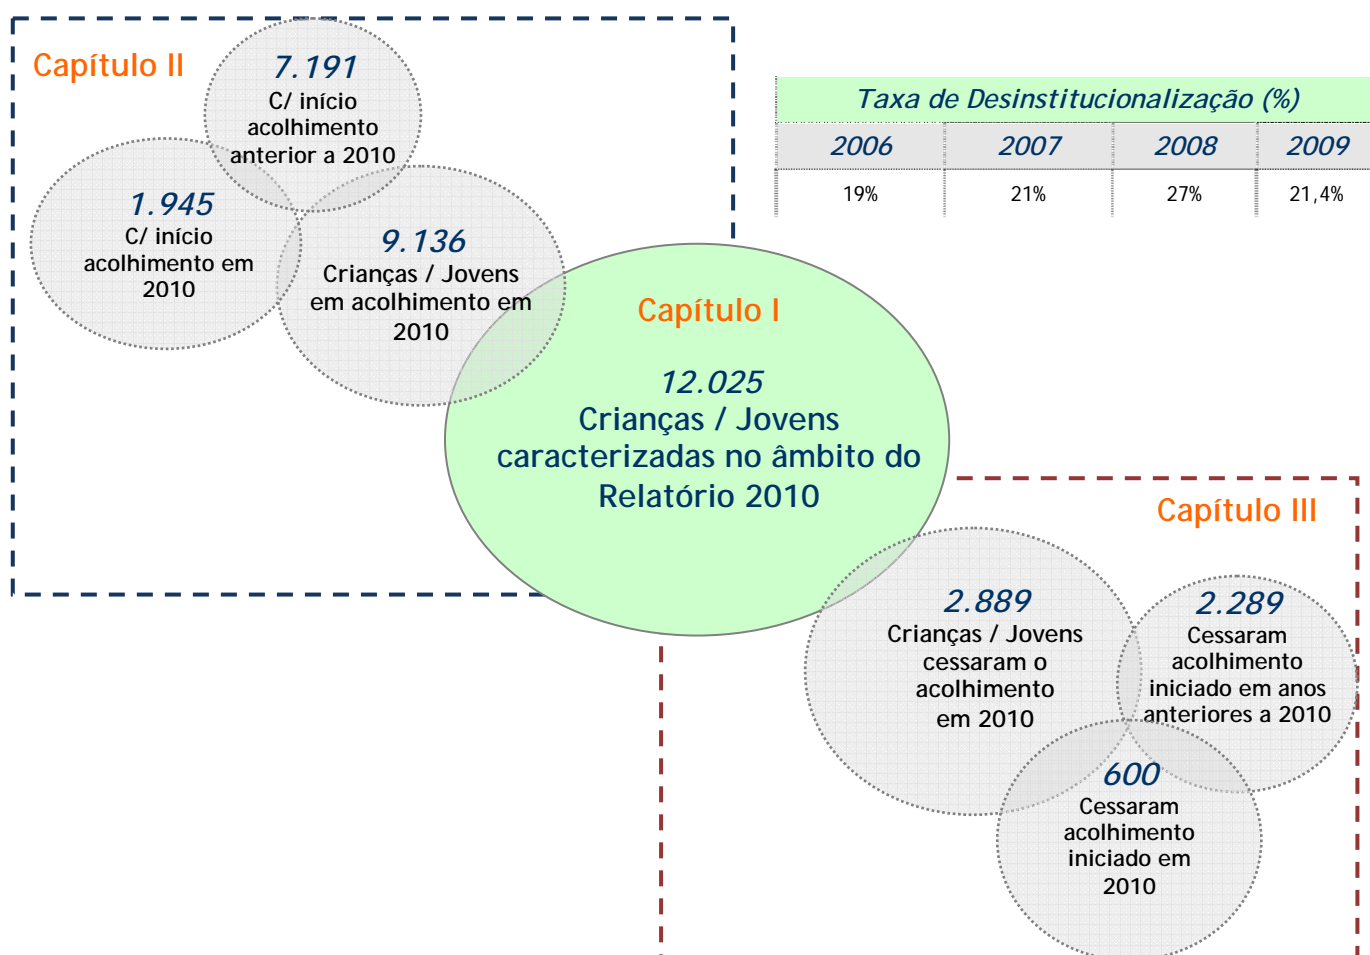 Capítulo II
7.191
C/ início
acolhimento
anterior a 2010
1.945
C/ início
acolhimento em
2010
9.136
Crianças / Jovens
em acolhimento em
2010
Taxa de Desinstitucionalização (%)
2006 2007 2008 2009
19% 21% 27% 21,4%
Capítulo I
12.025
Crianças / Jovens
caracterizadas no âmbito do
Relatório 2010
Capítulo III
2.889
Crianças / Jovens
cessaram o
acolhimento
em 2010
2.289
Cessaram
acolhimento
iniciado em anos
anteriores a 2010
600
Cessaram
acolhimento
iniciado em
2010